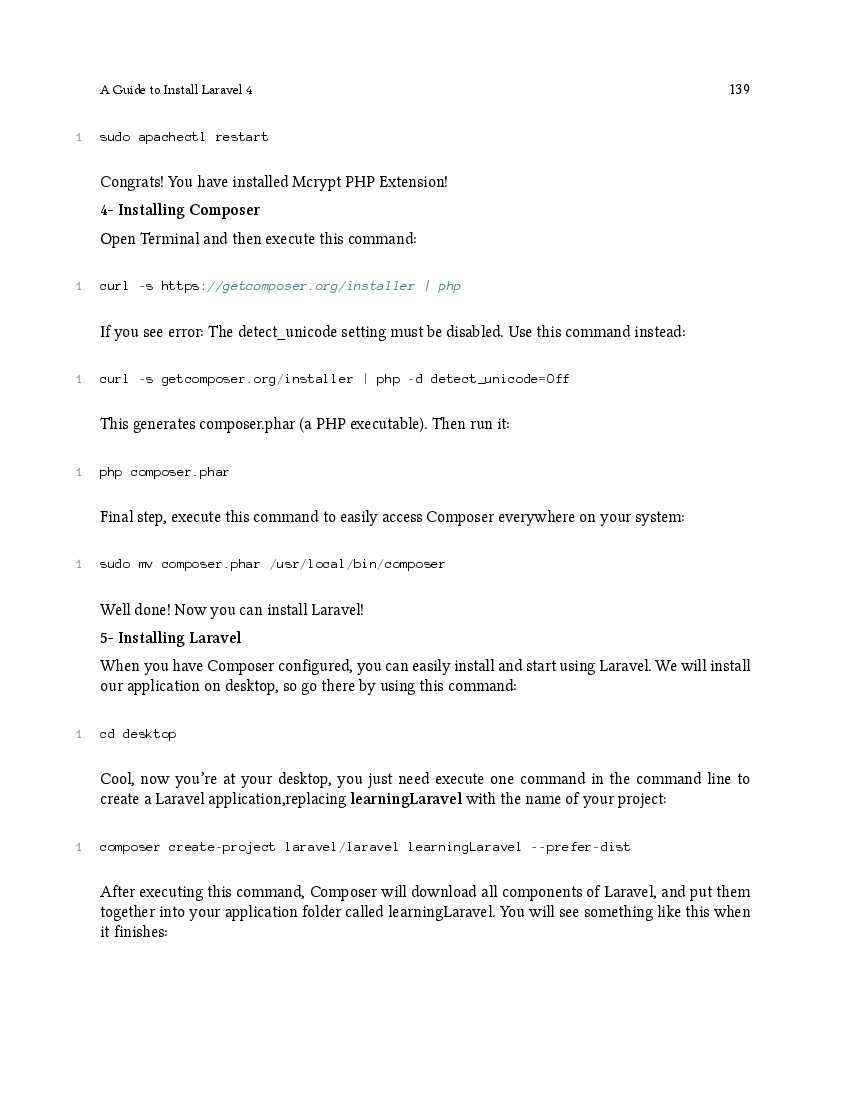 A Guide to Install Laravel 4 139
1 sudo apachectl restart
Congrats! You have installed Mcrypt PHP Extension!
4- Installing Composer
Open Terminal and then execute this command:
1 curl -s https://getcomposer.org/installer | php
If you see error: The detect_unicode setting must be disabled. Use this command instead:
1 curl -s getcomposer.org/installer | php -d detect_unicode=Off
This generates composer.phar (a PHP executable). Then run it:
1 php composer.phar
Final step, execute this command to easily access Composer everywhere on your system:
1 sudo mv composer.phar /usr/local/bin/composer
Well done! Now you can install Laravel!
5- Installing Laravel
When you have Composer configured, you can easily install and start using Laravel. We will install
our application on desktop, so go there by using this command:
1 cd desktop
Cool, now you’re at your desktop, you just need execute one command in the command line to
create a Laravel application,replacing learningLaravel with the name of your project:
1 composer create-project laravel/laravel learningLaravel --prefer-dist
After executing this command, Composer will download all components of Laravel, and put them
together into your application folder called learningLaravel. You will see something like this when
it finishes: